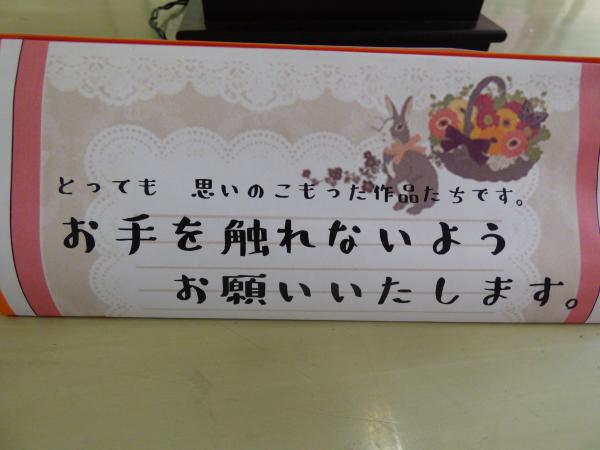 とっても　思いのこもった作品たちです。
お手を触れないよう
お願いいたします。